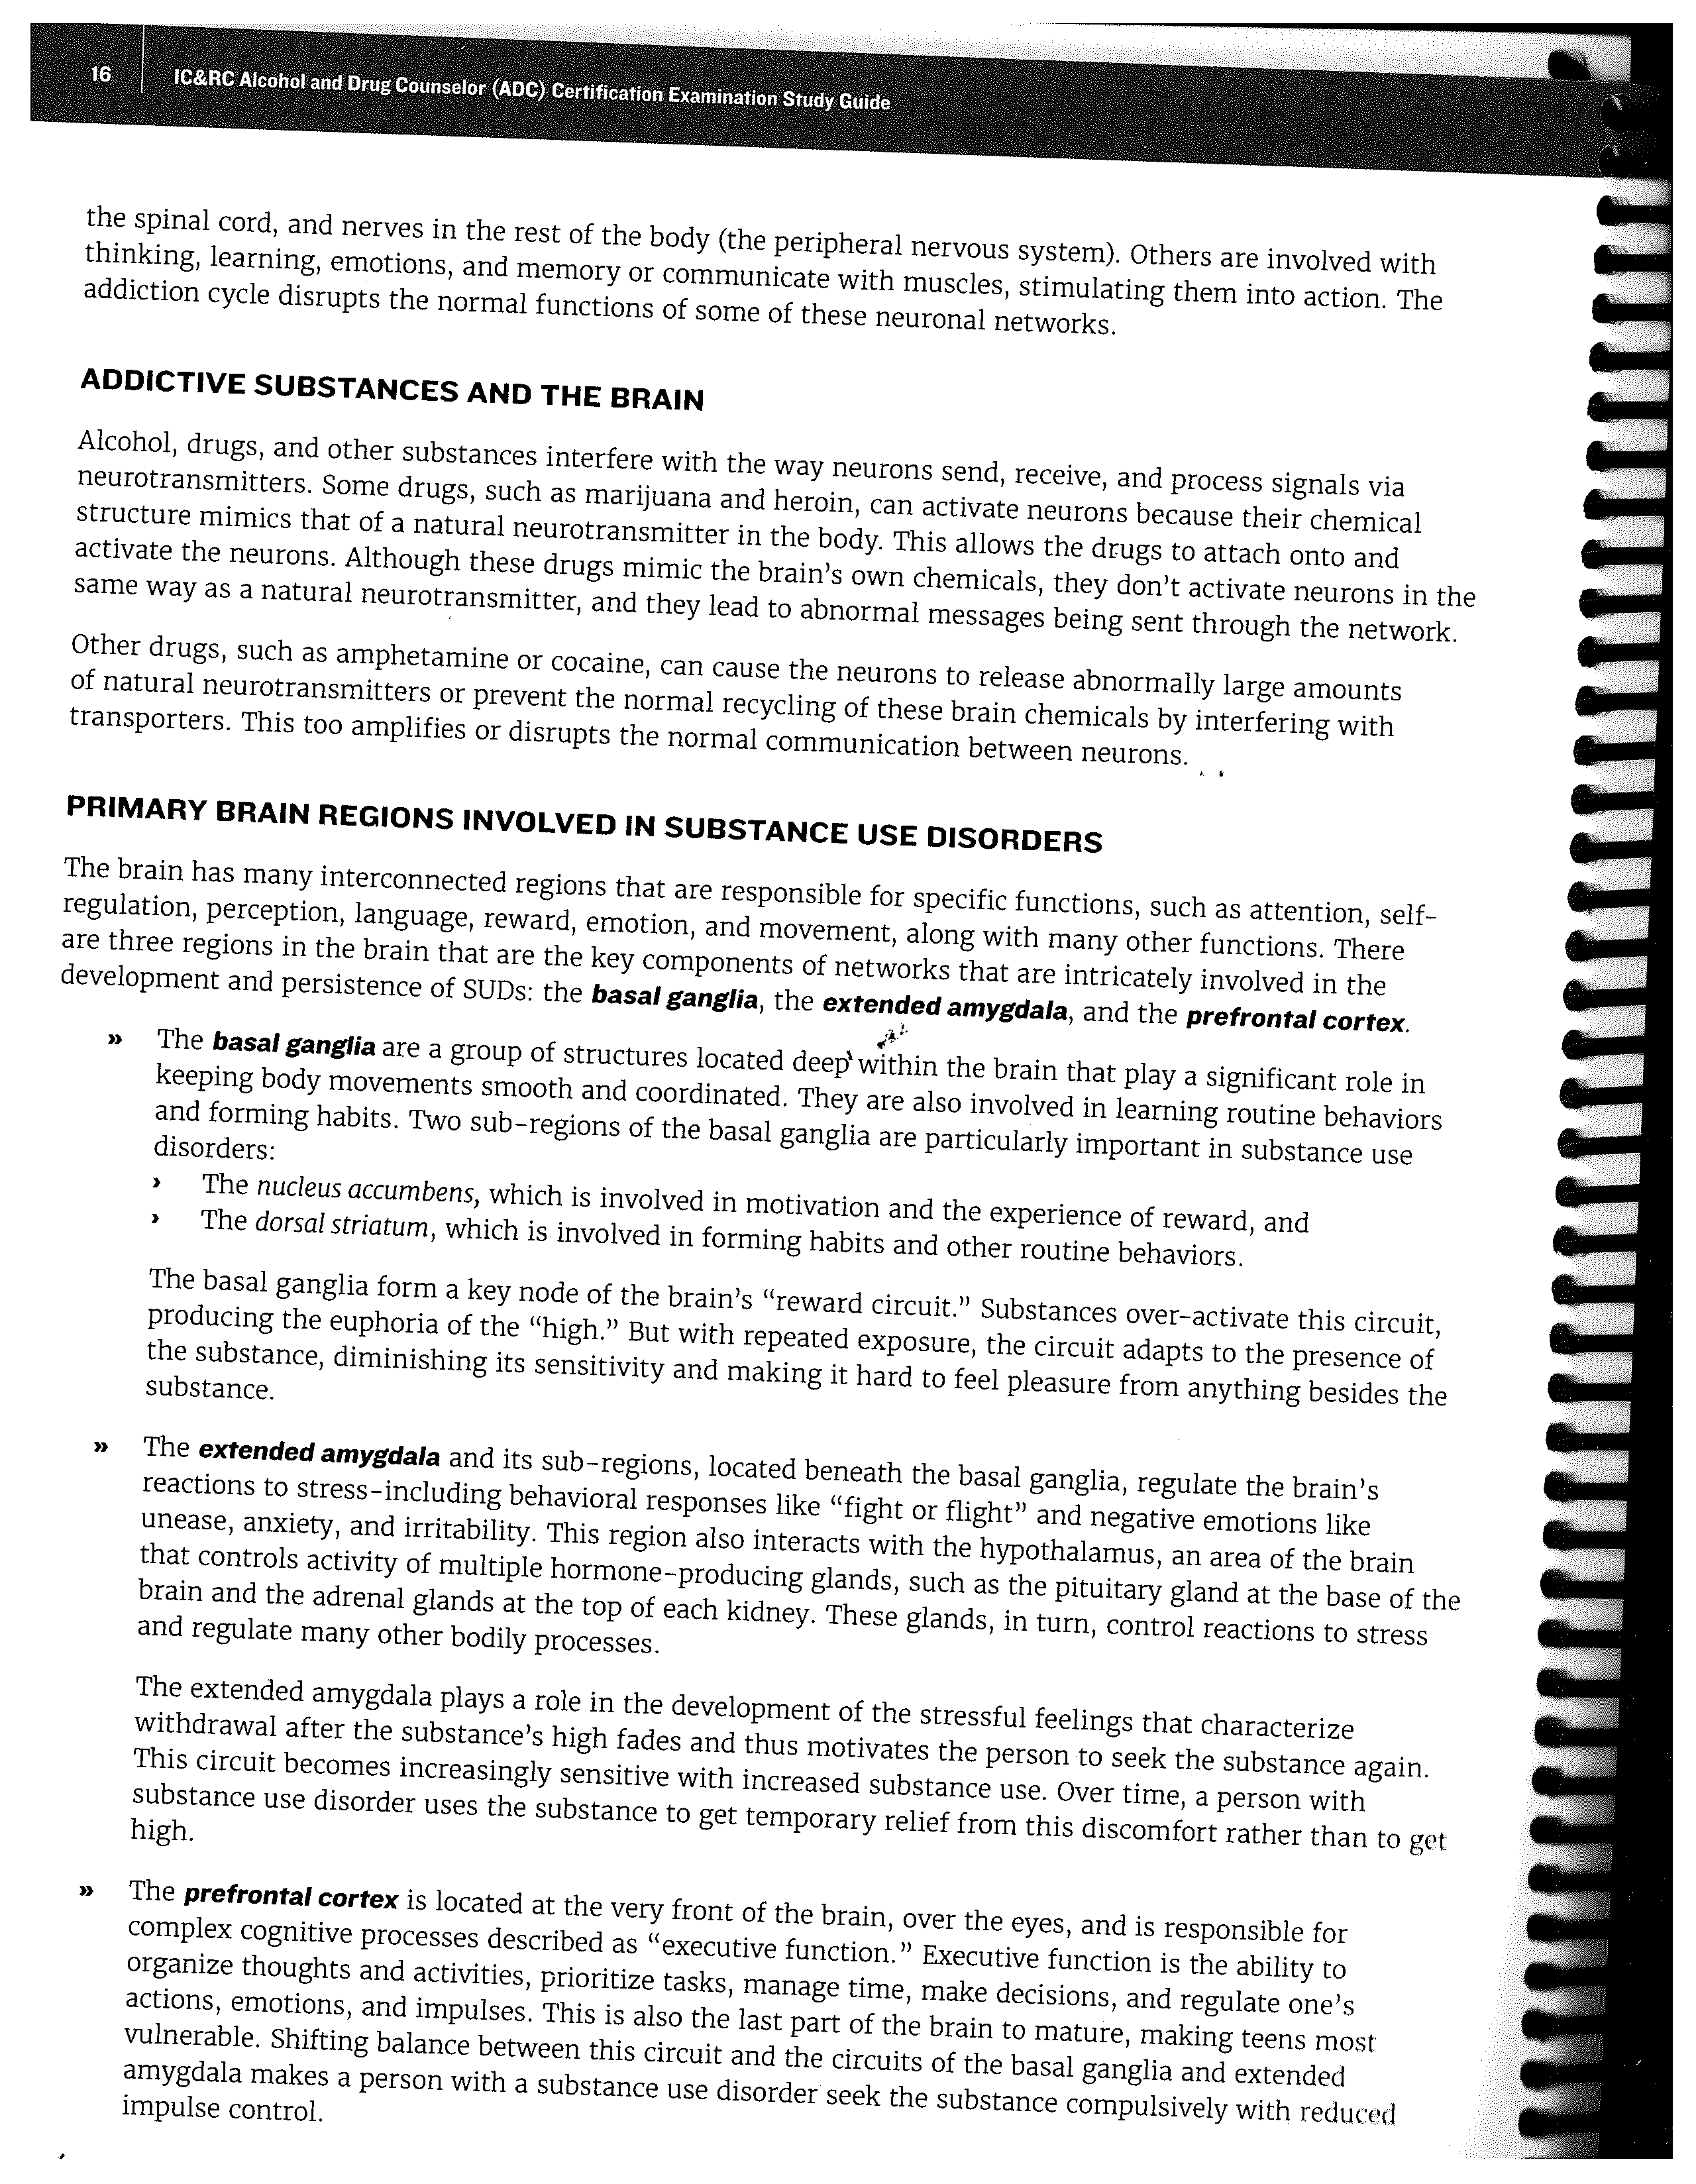 16 IC&RC Alcohol and Drug Counselor (ADC) Certification Examination Study Guide
the spinal cord, and nerves in the rest of the body (the peripheral nervous system). Others are involved with
thinking, learning, emotions, and memory or communicate with muscles, stimulating them into action. The
addiction cycle disrupts the normal functions of some of these neuronal networks.
ADDICTIVE SUBSTANCES AND THE BRAIN
Alcohol, drugs, and other substances interfere with the way neurons send, receive, and process signals via
neurotransmitters. Some drugs, such as marijuana and heroin, can activate neurons because their chemical
structure mimics that of a natural neurotransmitter in the body. This allows the drugs to attach onto and
activate the neurons. Although these drugs mimic the brain's own chemicals, they don't activate neurons in the
same way as a natural neurotransmitter, and they lead to abnormal messages being sent through the network.
Other drugs, such as amphetamine or cocaine, can cause the neurons to release abnormally large amounts
of natural neurotransmitters or prevent the normal recycling of these brain chemicals by interfering with
transporters. This too amplifies or disrupts the normal communication between neurons.
PRIMARY BRAIN REGIONS INVOLVED IN SUBSTANCE USE DISORDERS
The brain has many interconnected regions that are responsible for specific functions, such as attention, self-
regulation, perception, language, reward, emotion, and movement, along with many other functions. There
are three regions in the brain that are the key components of networks that are intricately involved in the
development and persistence of SUDs: the basal ganglia, the extended amygdala, and the prefrontal cortex.
» The basal ganglia are a group of structures located deep within the brain that play a significant role in
keeping body movements smooth and coordinated. They are also involved in learning routine behaviors
and forming habits. Two sub-regions of the basal ganglia are particularly important in substance use
disorders:
› The nucleus accumbens, which is involved in motivation and the experience of reward, and
› The dorsal striatum, which is involved in forming habits and other routine behaviors.
The basal ganglia form a key node of the brain's "reward circuit." Substances over-activate this circuit,
producing the euphoria of the "high." But with repeated exposure, the circuit adapts to the presence of
the substance, diminishing its sensitivity and making it hard to feel pleasure from anything besides the
substance.
» The extended amygdala and its sub-regions, located beneath the basal ganglia, regulate the brain's
reactions to stress-including behavioral responses like "fight or flight" and negative emotions like
unease, anxiety, and irritability. This region also interacts with the hypothalamus, an area of the brain
that controls activity of multiple hormone-producing glands, such as the pituitary gland at the base of the
brain and the adrenal glands at the top of each kidney. These glands, in turn, control reactions to stress
and regulate many other bodily processes.
The extended amygdala plays a role in the development of the stressful feelings that characterize
withdrawal after the substance's high fades and thus motivates the person to seek the substance again.
This circuit becomes increasingly sensitive with increased substance use. Over time, a person with
substance use disorder uses the substance to get temporary relief from this discomfort rather than to get
high.
» The prefrontal cortex is located at the very front of the brain, over the eyes, and is responsible for
complex cognitive processes described as "executive function." Executive function is the ability to
organize thoughts and activities, prioritize tasks, manage time, make decisions, and regulate one's
actions, emotions, and impulses. This is also the last part of the brain to mature, making teens most
vulnerable. Shifting balance between this circuit and the circuits of the basal ganglia and extended
amygdala makes a person with a substance use disorder seek the substance compulsively with reduced
impulse control.